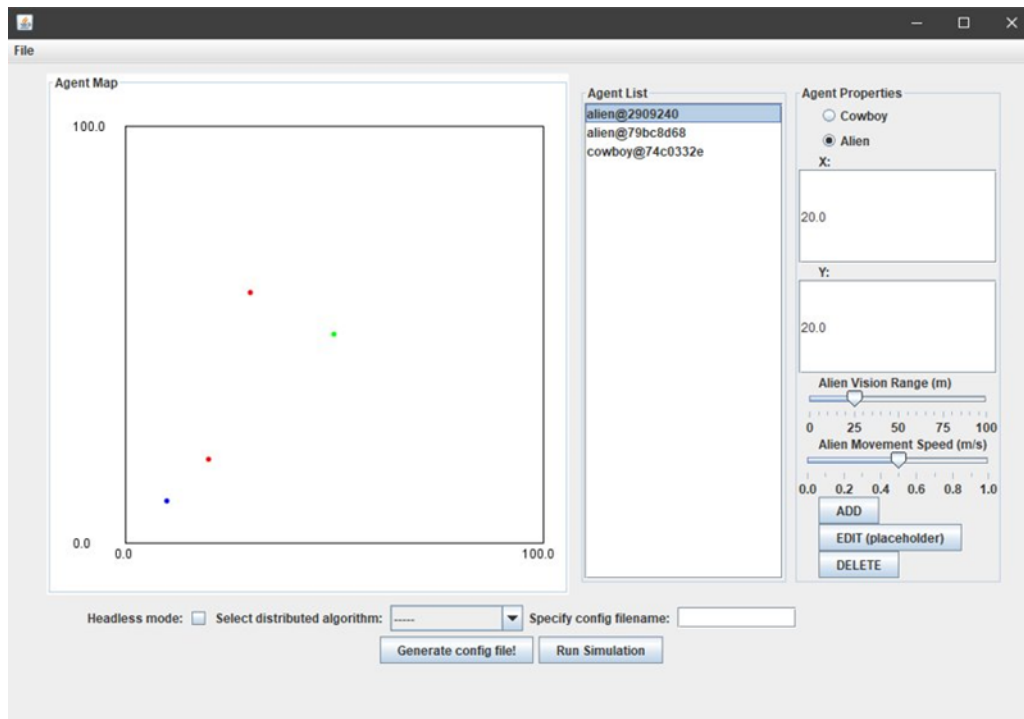 File
Agent Map
100.0
0.0
0.0
100.0
Agent List
alien@2909240
alien@79bc8d68
cowboy@74c0332e
Agent Properties
Cowboy
Alien
X:
20.0
Y:
20.0
Alien Vision Range (m)
0 25 50 75 100
Alien Movement Speed (m/s)
0.0 0.2 0.4 0.6 0.8 1.0
ADD
EDIT (placeholder)
DELETE
Headless mode: Select distributed algorithm: ----- Specify config filename:
Generate config file! Run Simulation